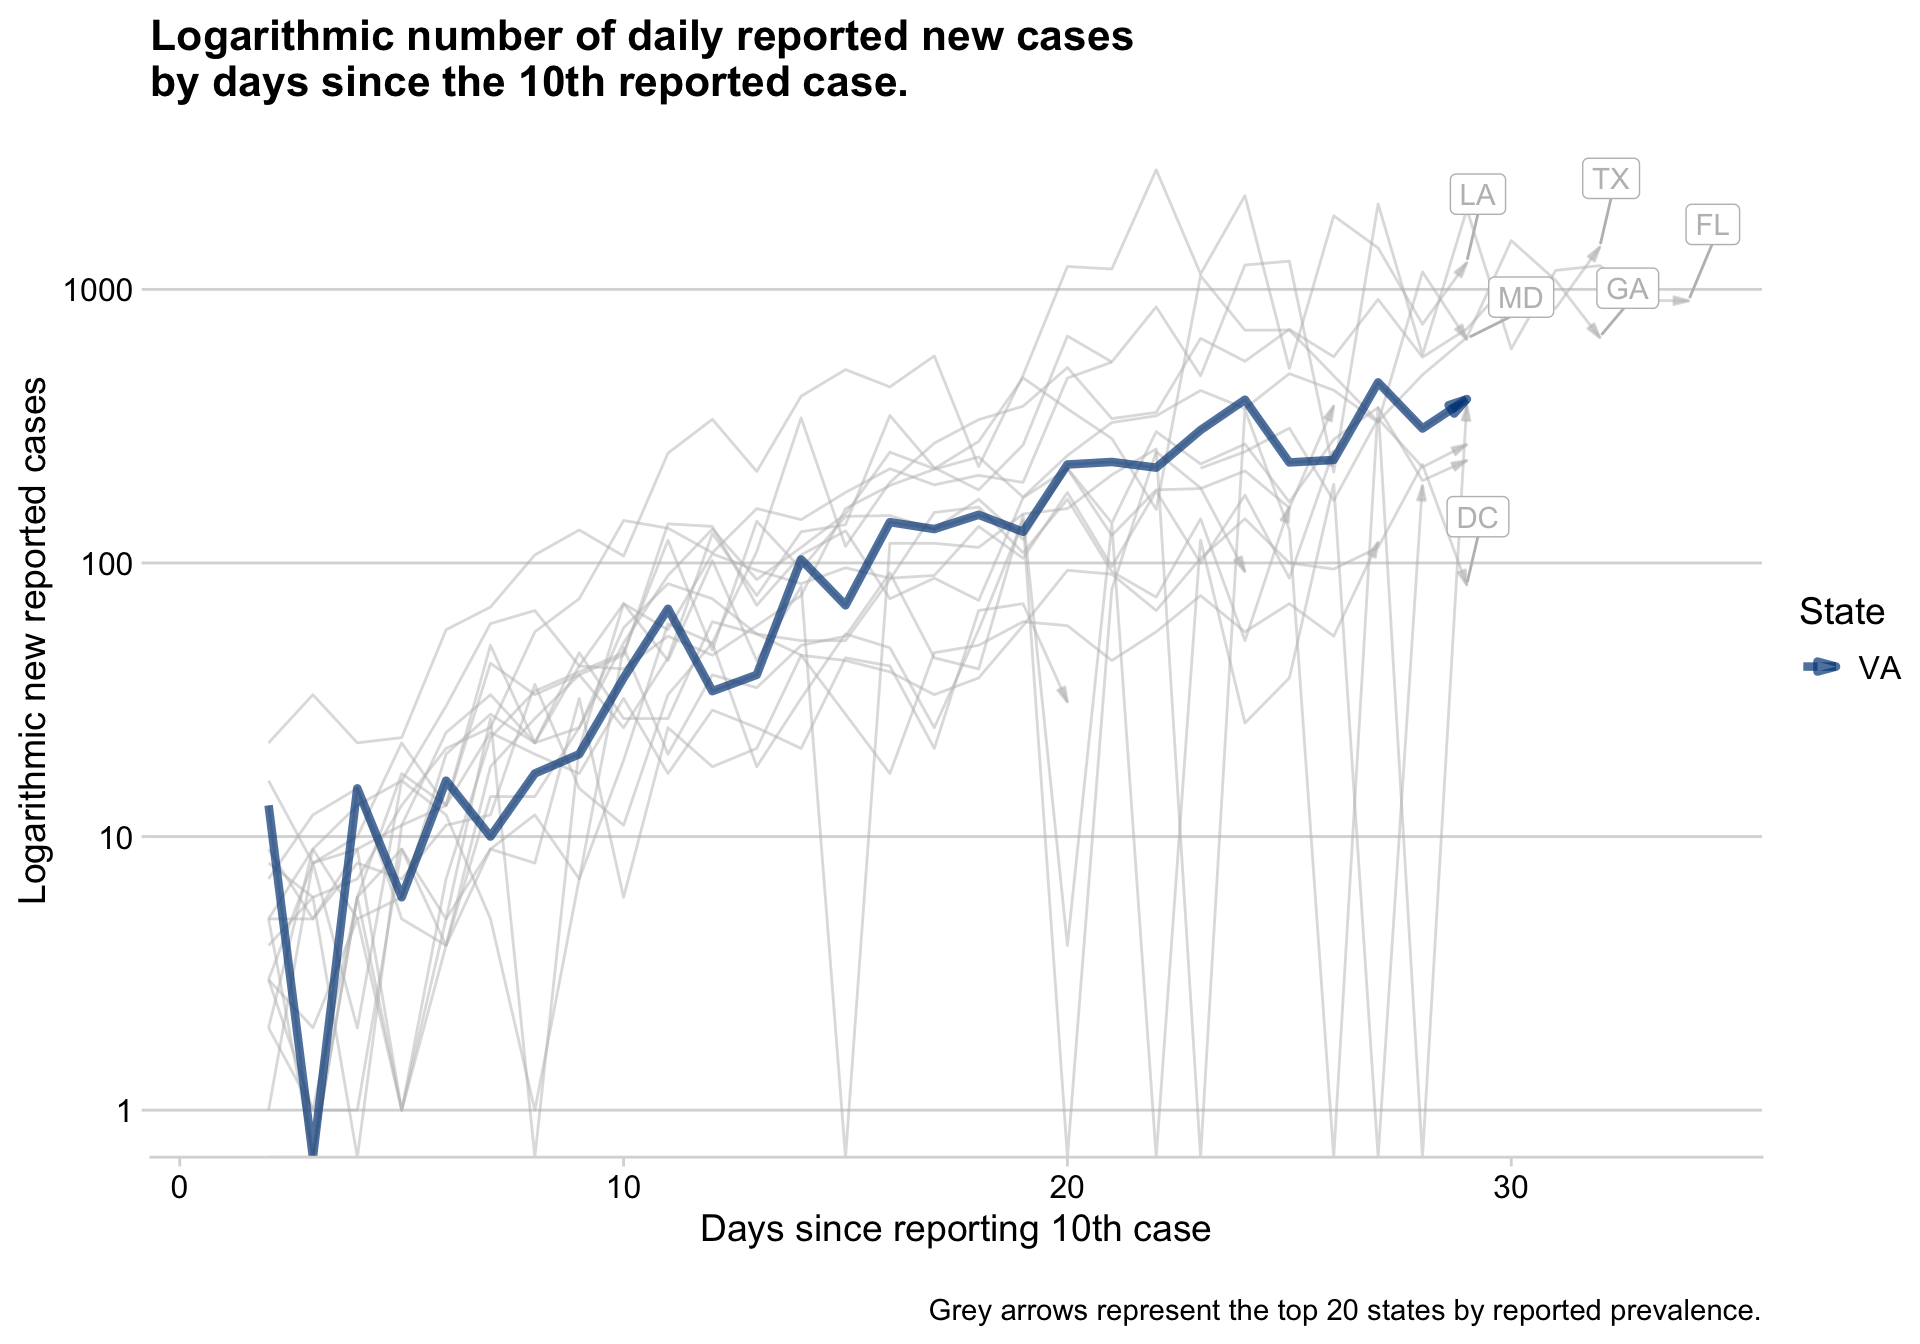 Logarithmic number of daily reported new cases
by days since the 10th reported case.
Logarithmic new reported cases
1000
100
10
1
LA
TX
FL
MD
GA
DC
State
VA
0
10
20
30
Days since reporting 10th case
Grey arrows represent the top 20 states by reported prevalence.